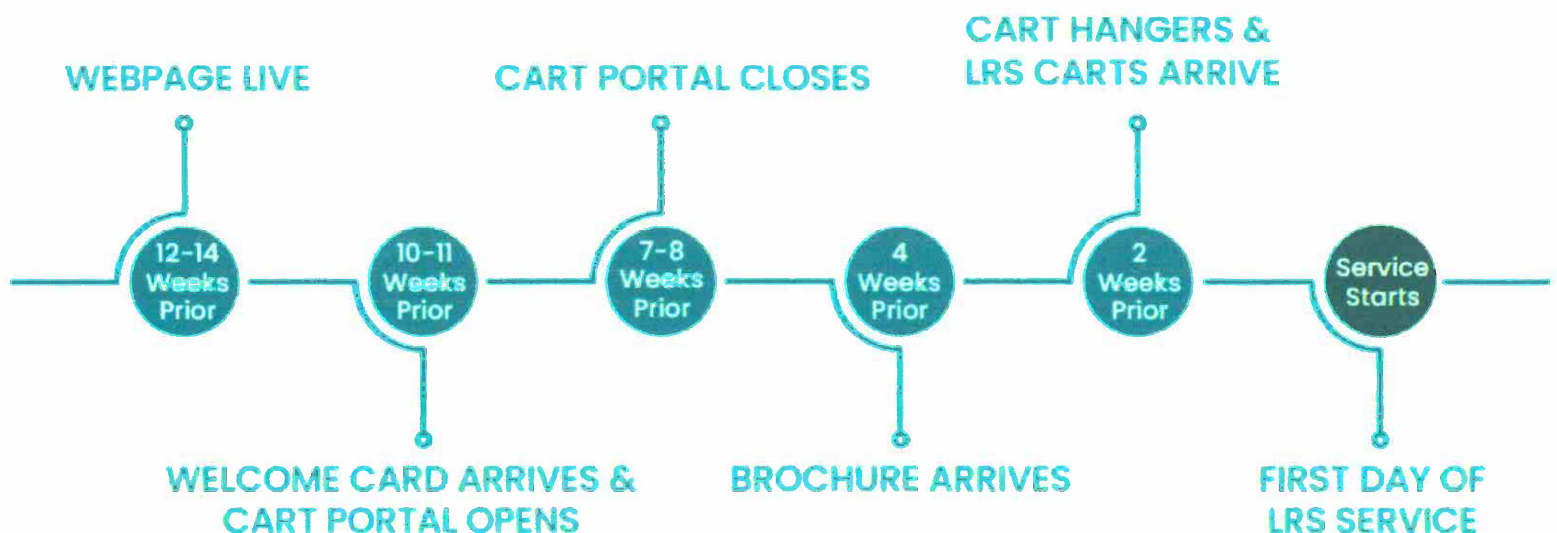 WEBPAGE LIVE
12-14
Weeks
Prior
10-11
Weeks
Prior
WELCOME CARD ARRIVES &
CART PORTAL OPENS
CART PORTAL CLOSES
7-8
Weeks
Prior
4
Weeks
Prior
BROCHURE ARRIVES
CART HANGERS &
LRS CARTS ARRIVE
2
Weeks
Prior
Service
Starts
FIRST DAY OF
LRS SERVICE